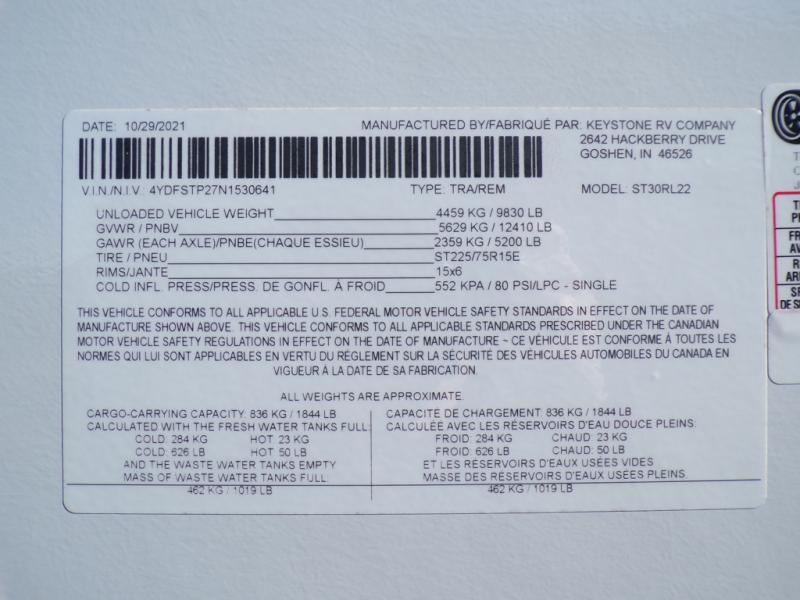 DATE: 10/29/2021 MANUFACTURED BY/FABRIQUÉ PAR: KEYSTONE RV COMPANY
2642 HACKBERRY DRIVE
GOSHEN, IN 46526
V.I.N./N.I.V.: 4YDFSTP27N1530641 TYPE: TRA/REM MODEL: ST30RL22
UNLOADED VEHICLE WEIGHT 4459 KG / 9830 LB
GVWR / PNBV 5629 KG / 12410 LB
GAWR (EACH AXLE)/PNBE(CHAQUE ESSIEU) 2359 KG / 5200 LB
TIRE / PNEU ST225/75R15E
RIMS/JANTE 15x6
COLD INFL. PRESS/PRESS. DE GONFL. À FROID 552 KPA / 80 PSI/LPC - SINGLE
THIS VEHICLE CONFORMS TO ALL APPLICABLE U.S. FEDERAL MOTOR VEHICLE SAFETY STANDARDS IN EFFECT ON THE DATE OF
MANUFACTURE SHOWN ABOVE. THIS VEHICLE CONFORMS TO ALL APPLICABLE STANDARDS PRESCRIBED UNDER THE CANADIAN
MOTOR VEHICLE SAFETY REGULATIONS IN EFFECT ON THE DATE OF MANUFACTURE ~ CE VÉHICULE EST CONFORME À TOUTES LES
NORMES QUI LUI SONT APPLICABLES EN VERTU DU RÉGLEMENT SUR LA SÉCURITÉ DES VÉHICULES AUTOMOBILES DU CANADA EN
VIGUEUR À LA DATE DE SA FABRICATION.
ALL WEIGHTS ARE APPROXIMATE.
CARGO-CARRYING CAPACITY: 836 KG / 1844 LB
CALCULATED WITH THE FRESH WATER TANKS FULL:
COLD: 284 KG HOT: 23 KG
COLD: 626 LB HOT: 50 LB
AND THE WASTE WATER TANKS EMPTY
MASS OF WASTE WATER TANKS FULL:
462 KG / 1019 LB
CAPACITÉ DE CHARGEMENT: 836 KG / 1844 LB
CALCULÉE AVEC LES RÉSERVOIRS D'EAU DOUCE PLEINS:
FROID: 284 KG CHAUD: 23 KG
FROID: 626 LB CHAUD: 50 LB
ET LES RÉSERVOIRS D'EAUX USÉES VIDES
MASSE DES RÉSERVOIRS D'EAUX USÉES PLEINS:
462 KG / 1019 LB